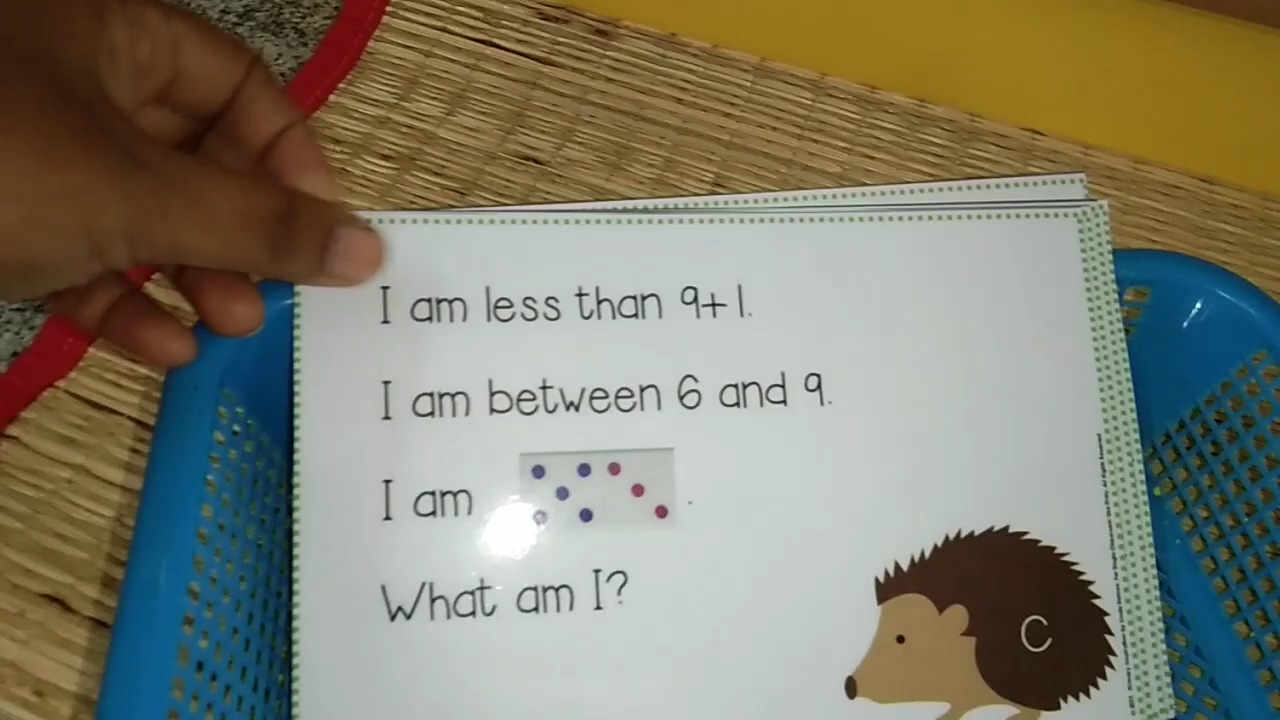 I am less than 9+1.
I am between 6 and 9.
I am .
What am I?
C